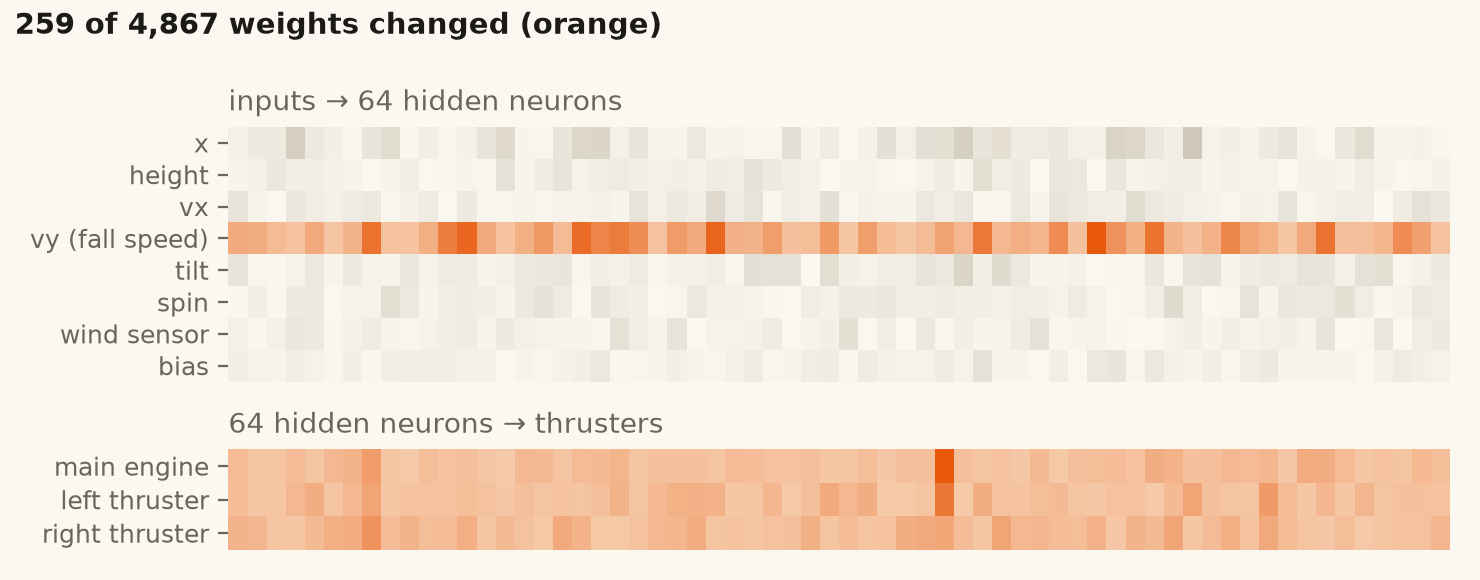 259 of 4,867 weights changed (orange)
inputs → 64 hidden neurons
x
height
vx
vy (fall speed)
tilt
spin
wind sensor
bias
64 hidden neurons → thrusters
main engine
left thruster
right thruster